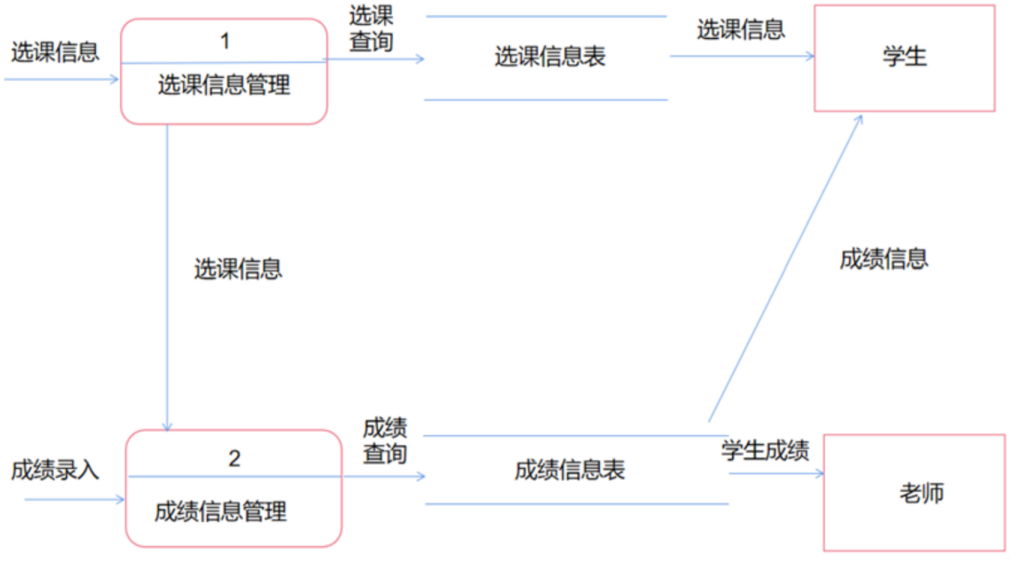 选课信息
1
选课信息管理
选课
查询
选课信息表
选课信息
学生
选课信息
成绩信息
成绩录入
2
成绩信息管理
成绩
查询
成绩信息表
学生成绩
老师